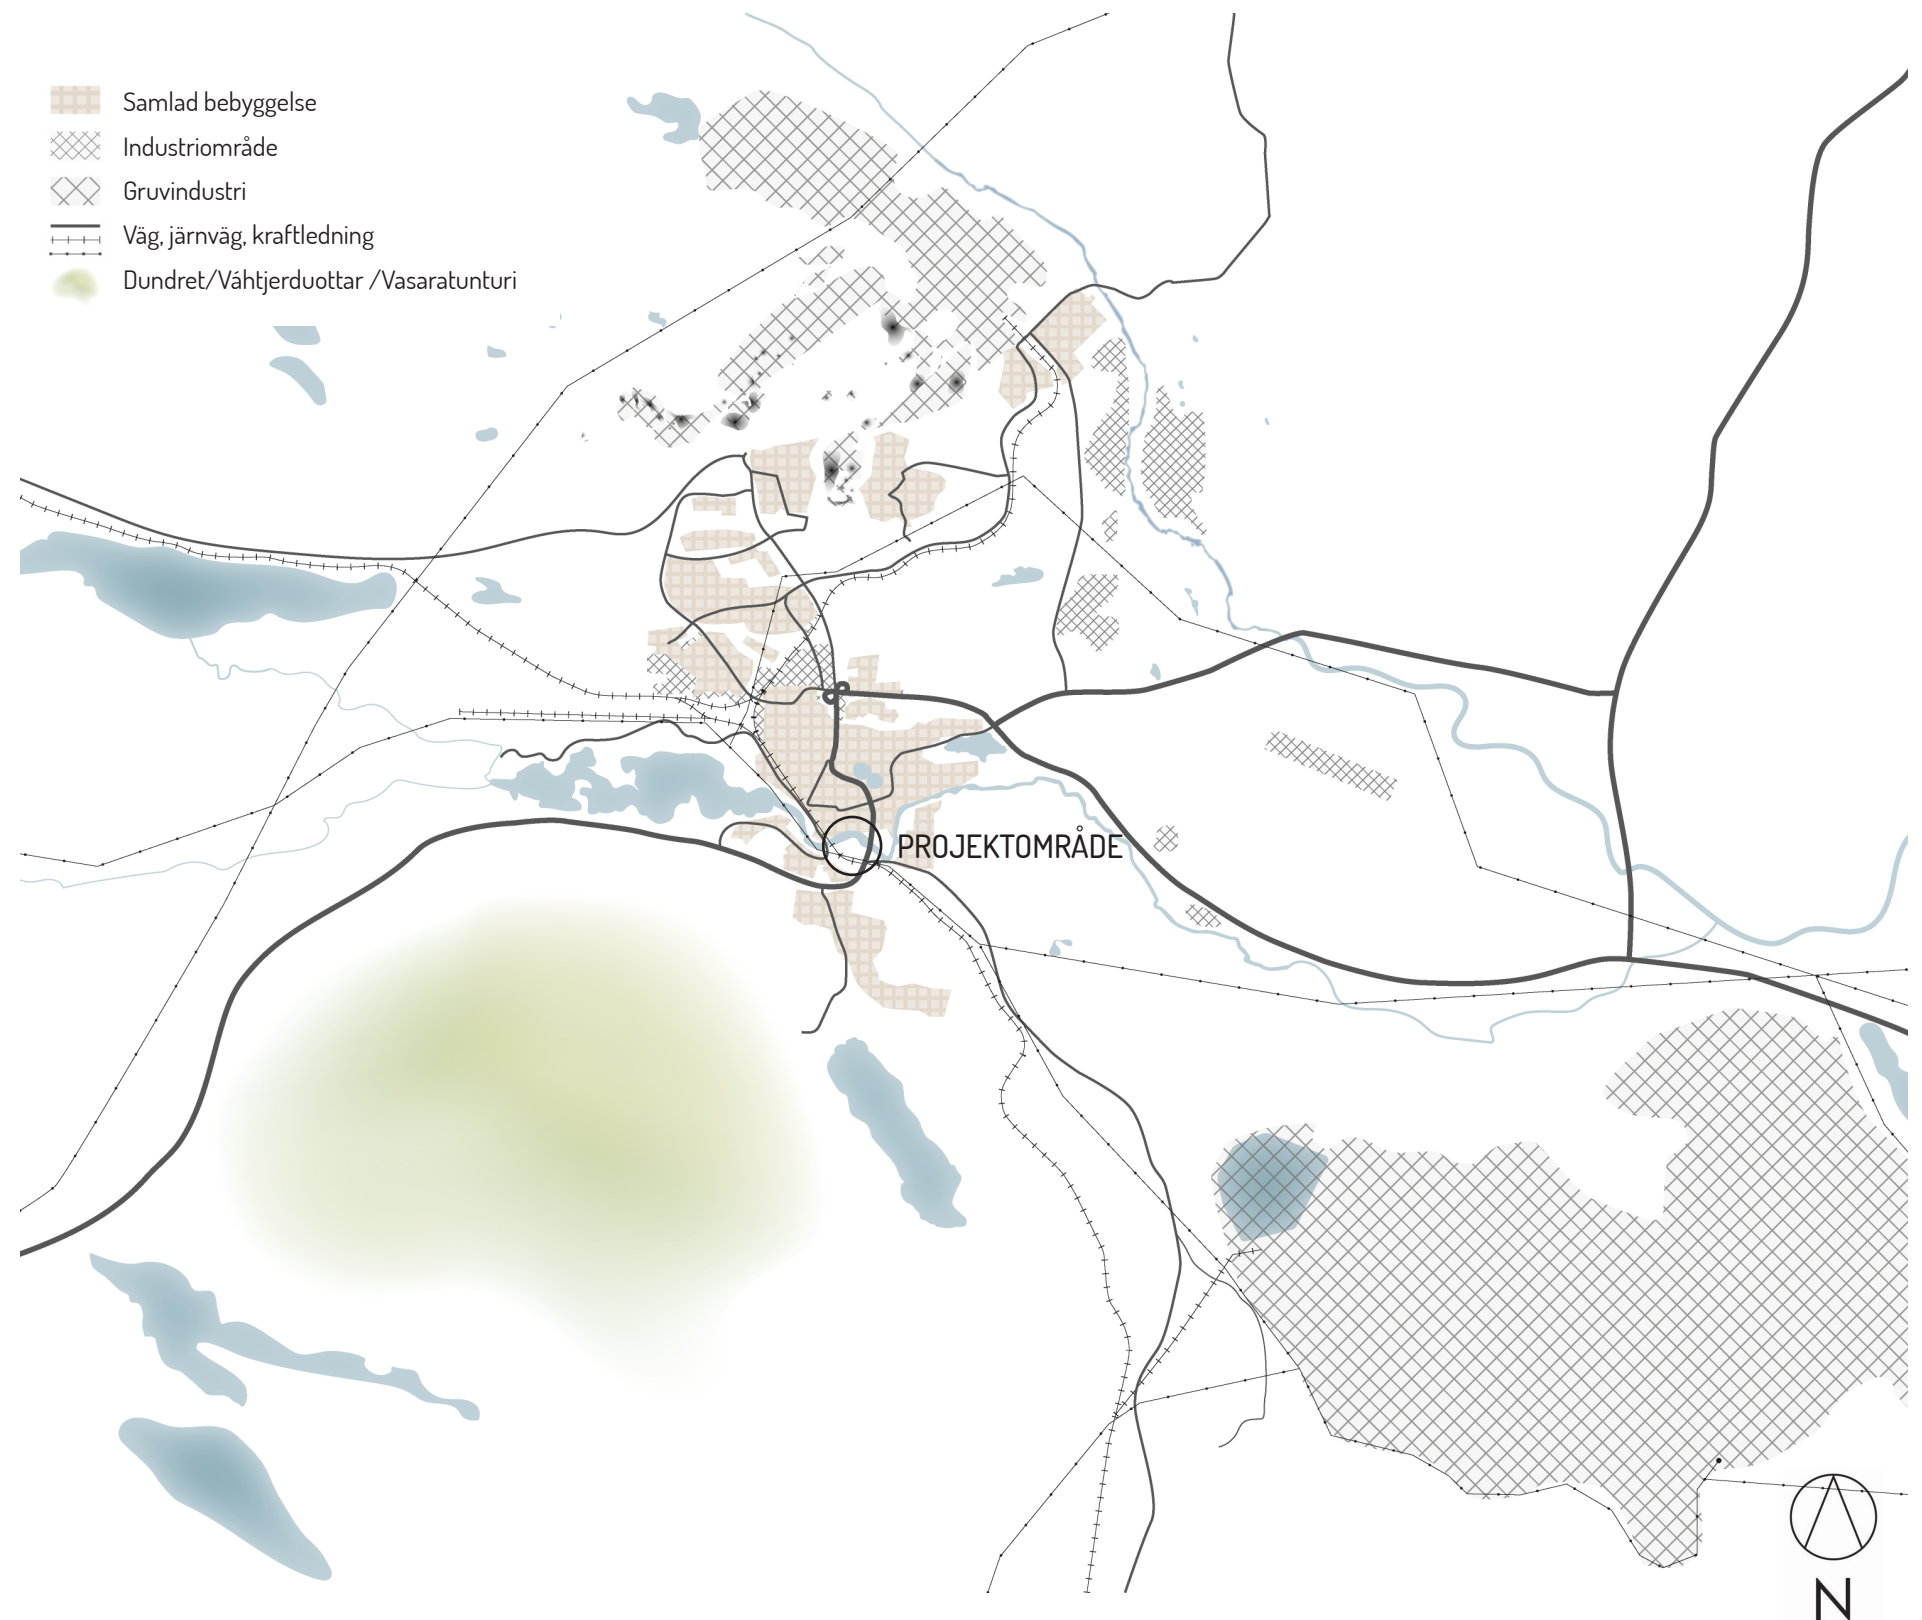 Samlad bebyggelse
Industriområde
Gruvindustri
Väg, järnväg, kraftledning
Dundret/Váhtjerduottar /Vasaratunturi
PROJEKTOMRÅDE
N